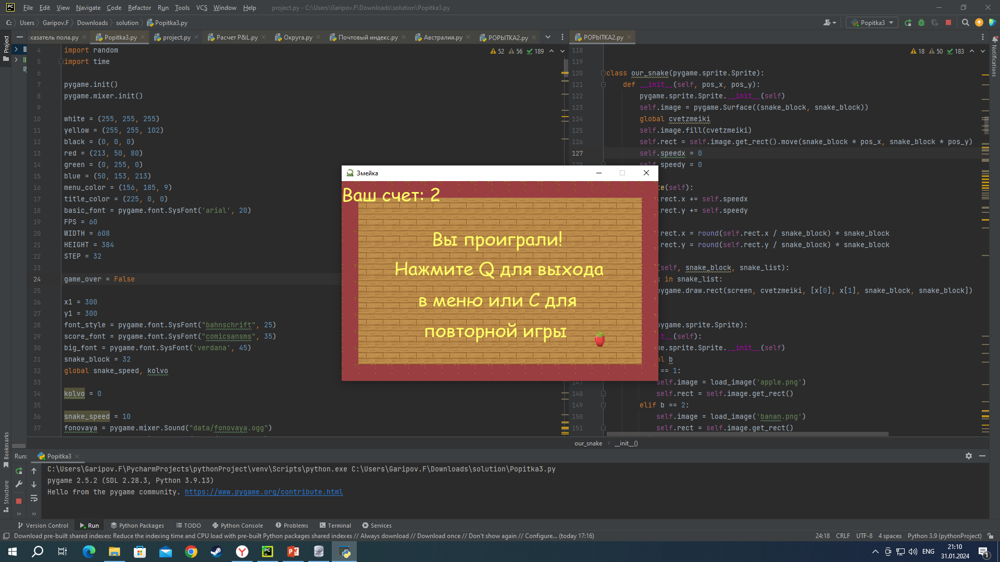 File Edit View Navigate Code Refactor Run Tools VCS Window Help project.py - C:\Users\Garipov.F\Downloads\solution\Popitka3.py
C: Users Garipov.F Downloads solution Popitka3.py
Popitka3
Project
казатель пола.py Popitka3.py project.py Расчет P&L.py Округа.py Почтовый индекс.py Австралия.py POPЫTKA2.py
52 56 189
4 import random
5 import time
6
7 pygame.init()
8 pygame.mixer.init()
9
10 white = (255, 255, 255)
11 yellow = (255, 255, 102)
12 black = (0, 0, 0)
13 red = (213, 50, 80)
14 green = (0, 255, 0)
15 blue = (50, 153, 213)
16 menu_color = (156, 185, 9)
17 title_color = (225, 0, 0)
18 basic_font = pygame.font.SysFont('arial', 20)
19 FPS = 60
20 WIDTH = 608
21 HEIGHT = 384
22 STEP = 32
23
24 game_over = False
25
26 x1 = 300
27 y1 = 300
28 font_style = pygame.font.SysFont("bahnschrift", 25)
29 score_font = pygame.font.SysFont("comicsansms", 35)
30 big_font = pygame.font.SysFont('verdana', 45)
31 snake_block = 32
32 global snake_speed, kolvo
33
34 kolvo = 0
35
36 snake_speed = 10
37 fonovaya = pygame.mixer.Sound("data/fonovaya.ogg")
POPЫTKA2.py
18 50 183
118
119
120 class our_snake(pygame.sprite.Sprite):
121 def __init__(self, pos_x, pos_y):
122 pygame.sprite.Sprite.__init__(self)
123 self.image = pygame.Surface((snake_block, snake_block))
124 global cvetzmeiki
125 self.image.fill(cvetzmeiki)
126 self.rect = self.image.get_rect().move(snake_block * pos_x, snake_block * pos_y)
127 self.speedx = 0
128 self.speedy = 0
te(self):
.rect.x += self.speedx
.rect.y += self.speedy
.rect.x = round(self.rect.x / snake_block) * snake_block
.rect.y = round(self.rect.y / snake_block) * snake_block
(self, snake_block, snake_list):
x in snake_list:
pygame.draw.rect(screen, cvetzmeiki, [x[0], x[1], snake_block, snake_block])
pygame.sprite.Sprite):
it__(self):
me.sprite.Sprite.__init__(self)
al b
== 1:
147 self.image = load_image('apple.png')
148 self.rect = self.image.get_rect()
149 elif b == 2:
150 self.image = load_image('banan.png')
151 self.rect = self.image.get_rect()
our_snake __init__()
Notifications
Змейка
Ваш счет: 2
Вы проиграли!
Нажмите Q для выхода
в меню или C для
повторной игры
Bookmarks
Structure
Run: Popitka3
C:\Users\Garipov.F\PycharmProjects\pythonProject\venv\Scripts\python.exe C:\Users\Garipov.F\Downloads\solution\Popitka3.py
pygame 2.5.2 (SDL 2.28.3, Python 3.9.13)
Hello from the pygame community. https://www.pygame.org/contribute.html
Version Control Run Python Packages TODO Python Console Problems Terminal Services
Download pre-built shared indexes: Reduce the indexing time and CPU load with pre-built Python packages shared indexes // Always download // Download once // Don't show again // Configure... (today 17:16) 24:18 CRLF UTF-8 4 spaces Python 3.9 (pythonProject)
ENG 21:10
31.01.2024
1